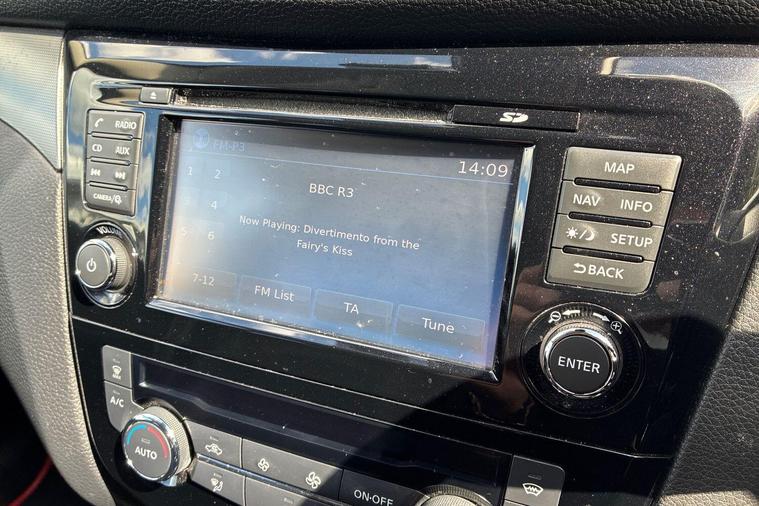 SD
RADIO
CD AUX
CAMERA/
VOLUME
FM-P3
14:09
1 2
BBC R3
4
Now Playing: Divertimento from the
Fairy's Kiss
5 6
7-12
FM List
TA
Tune
MAP
NAV INFO
SETUP
BACK
ENTER
MAX
A/C
AUTO
ON·OFF